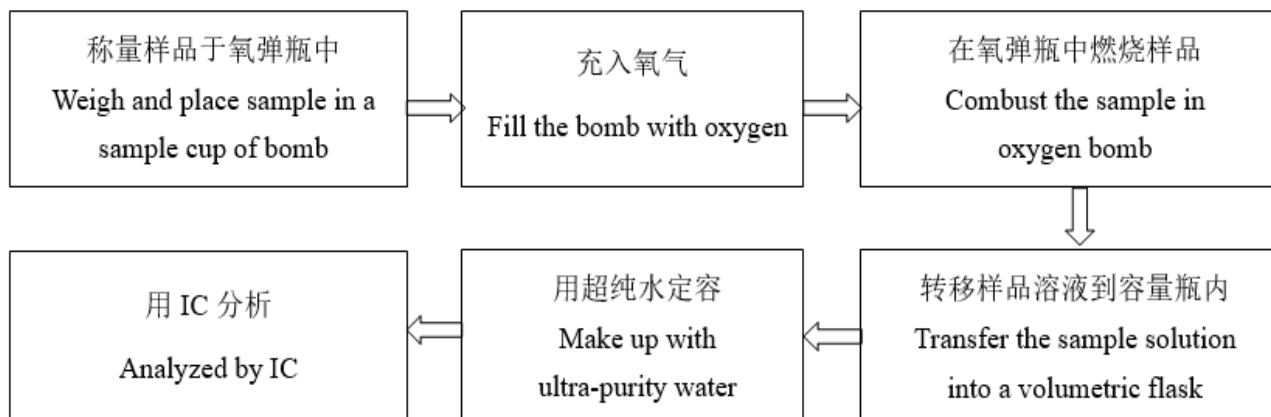 称量样品于氧弹瓶中
Weigh and place sample in a
sample cup of bomb
充入氧气
Fill the bomb with oxygen
在氧弹瓶中燃烧样品
Combust the sample in
oxygen bomb
转移样品溶液到容量瓶内
Transfer the sample solution
into a volumetric flask
用超纯水定容
Make up with
ultra-purity water
用 IC 分析
Analyzed by IC